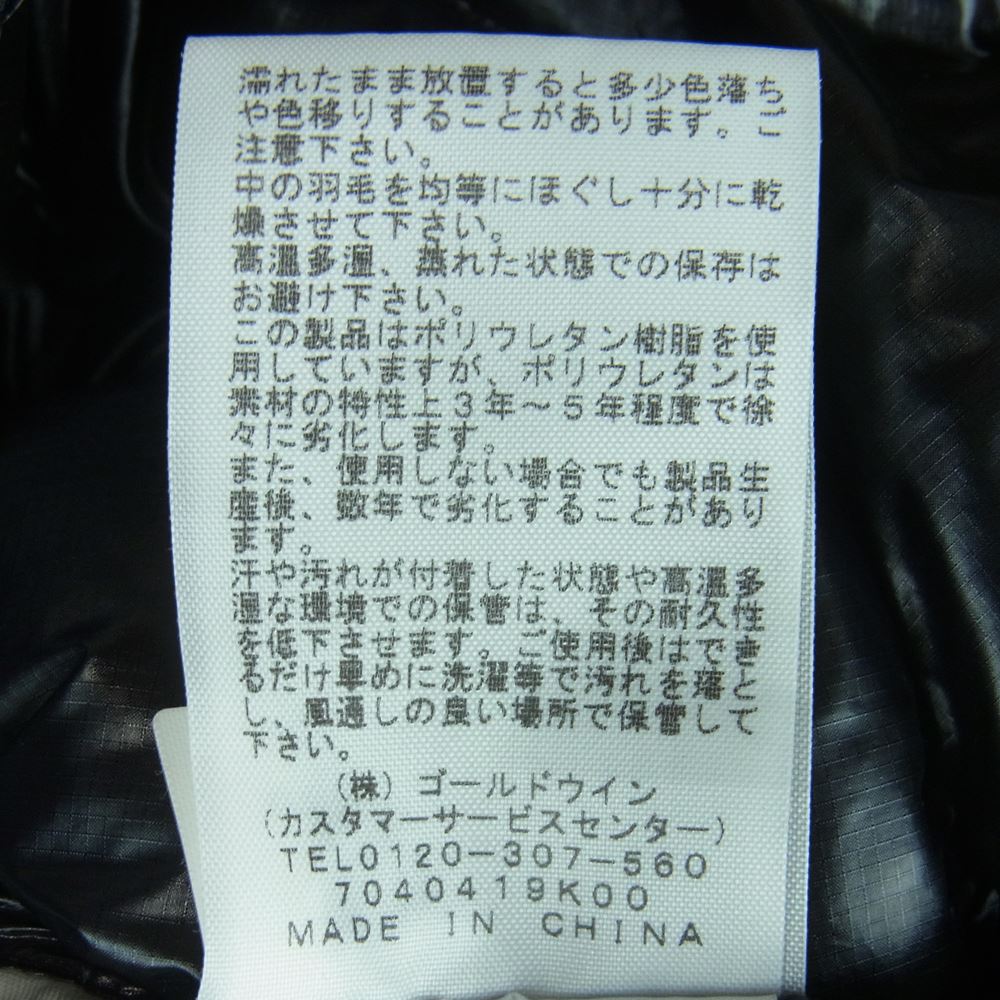 濡れたまま放置すると多少色落ち
や色移りすることがあります。ご
注意下さい。
中の羽毛を均等にほぐし十分に乾
燥させて下さい。
高温多湿、蒸れた状態での保存は
お避け下さい。
この製品はポリウレタン樹脂を使
用していますが、ポリウレタンは
素材の特性上3年～5年程度で徐
々に劣化します。
また、使用しない場合でも製品生
産後、数年で劣化することがあり
ます。
汗や汚れが付着した状態や高温多
湿な環境での保管は、その耐久性
を低下させます。ご使用後はでき
るだけ早めに洗濯等で汚れを落と
し、風通しの良い場所で保管して
下さい。
(株)ゴールドウイン
(カスタマーサービスセンター)
TEL0120-307-560
7040419K00
MADE IN CHINA